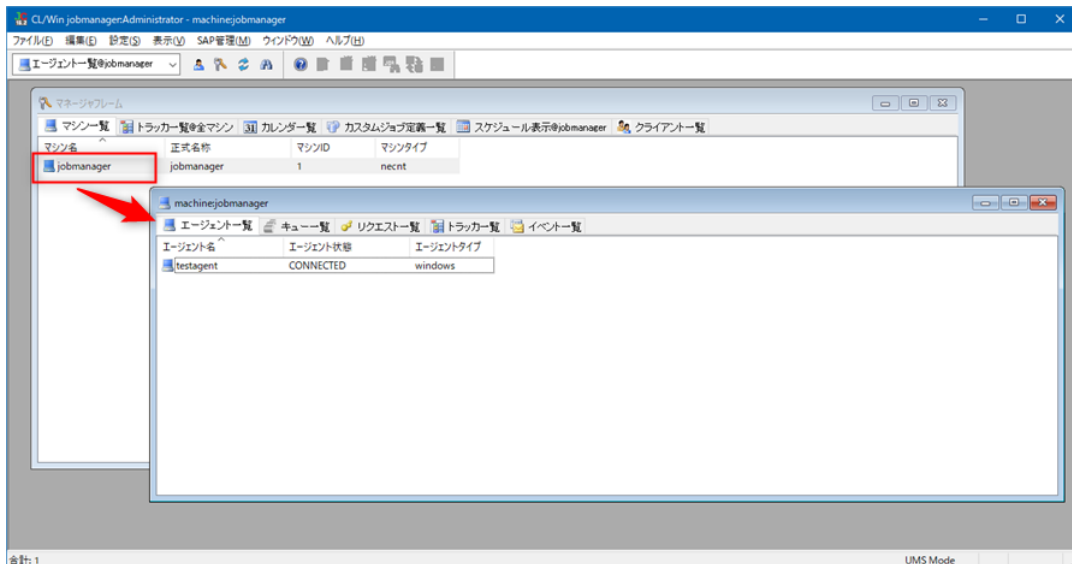 CL/Win jobmanager:Administrator - machine:jobmanager
ファイル(F) 編集(E) 設定(S) 表示(V) SAP管理(M) ウィンドウ(W) ヘルプ(H)
エージェント一覧@jobmanager
マネージャフレーム
マシン一覧 トラッカ一覧@全マシン 31 カレンダー一覧 カスタムジョブ定義一覧 スケジュール表示@jobmanager クライアント一覧
マシン名 正式名称 マシンID マシンタイプ
jobmanager jobmanager 1 necnt
machine:jobmanager
エージェント一覧 キュー一覧 リクエスト一覧 トラッカ一覧 イベント一覧
エージェント名 エージェント状態 エージェントタイプ
testagent CONNECTED windows
合計: 1 UMS Mode